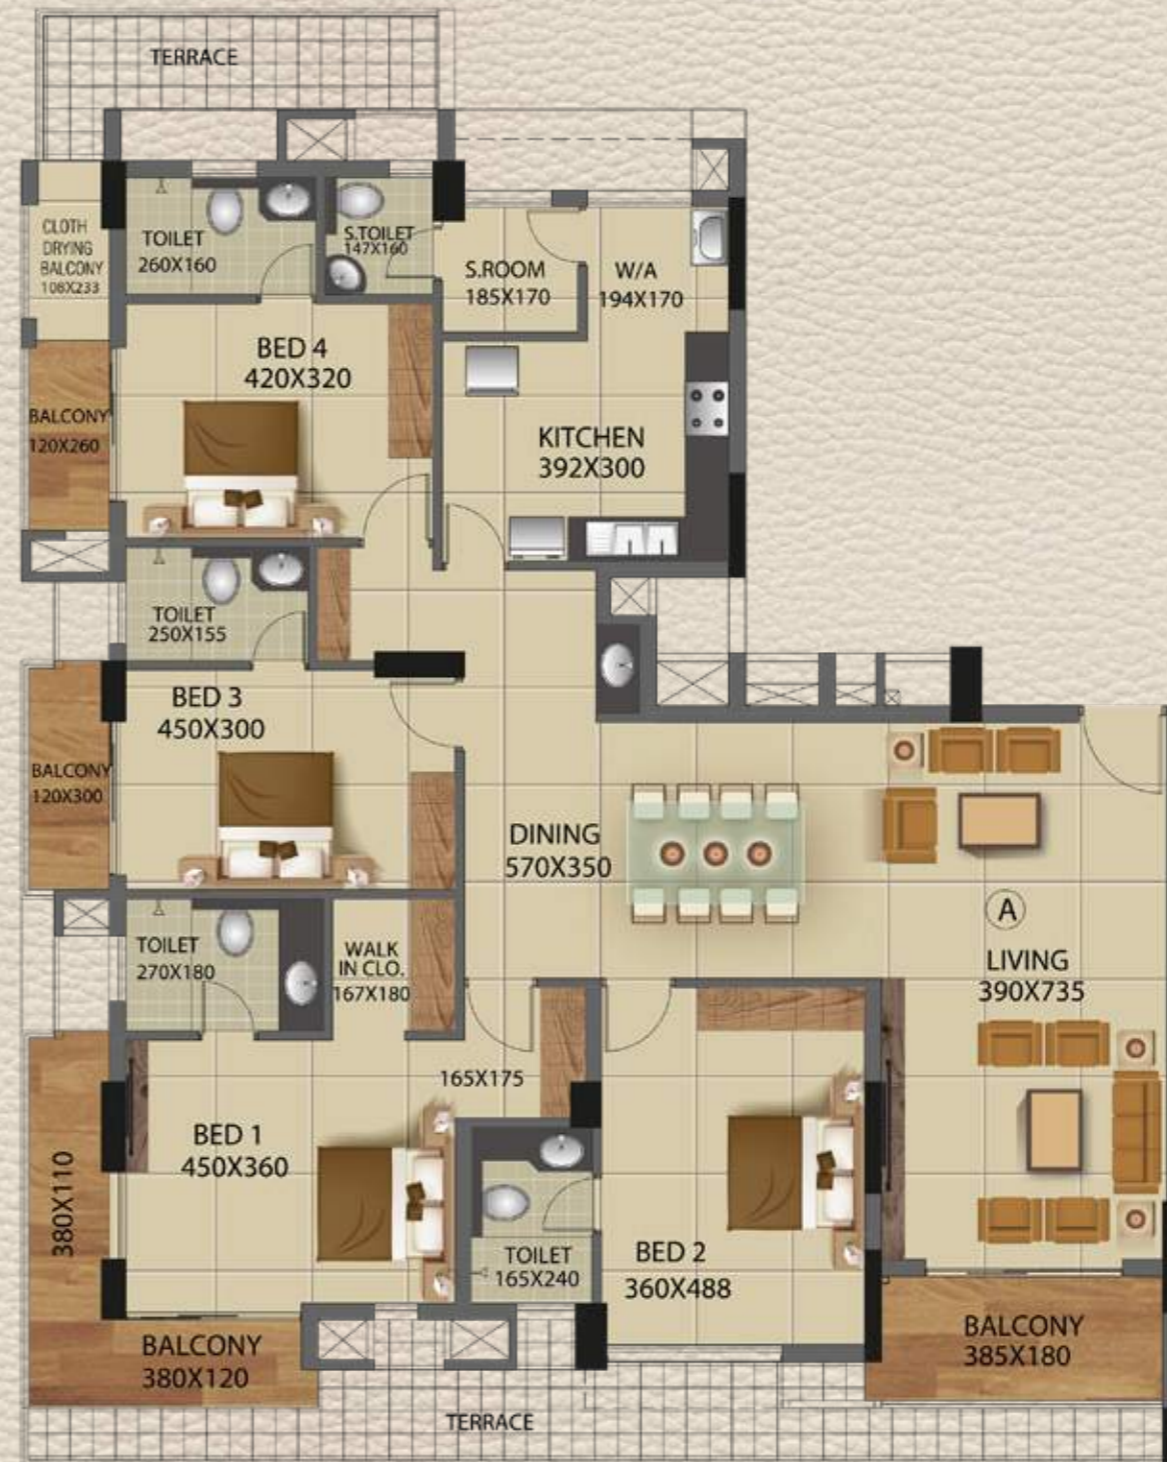 TERRACE
CLOTH
DRYING
BALCONY
108X233
TOILET
260X160
S.TOILET
147X160
S.ROOM
185X170
W/A
194X170
BED 4
420X320
BALCONY
120X260
KITCHEN
392X300
TOILET
250X155
BED 3
450X300
BALCONY
120X300
DINING
570X350
A
LIVING
390X735
TOILET
270X180
WALK
IN CLO.
167X180
165X175
BED 1
450X360
380X110
TOILET
165X240
BED 2
360X488
BALCONY
380X120
BALCONY
385X180
TERRACE